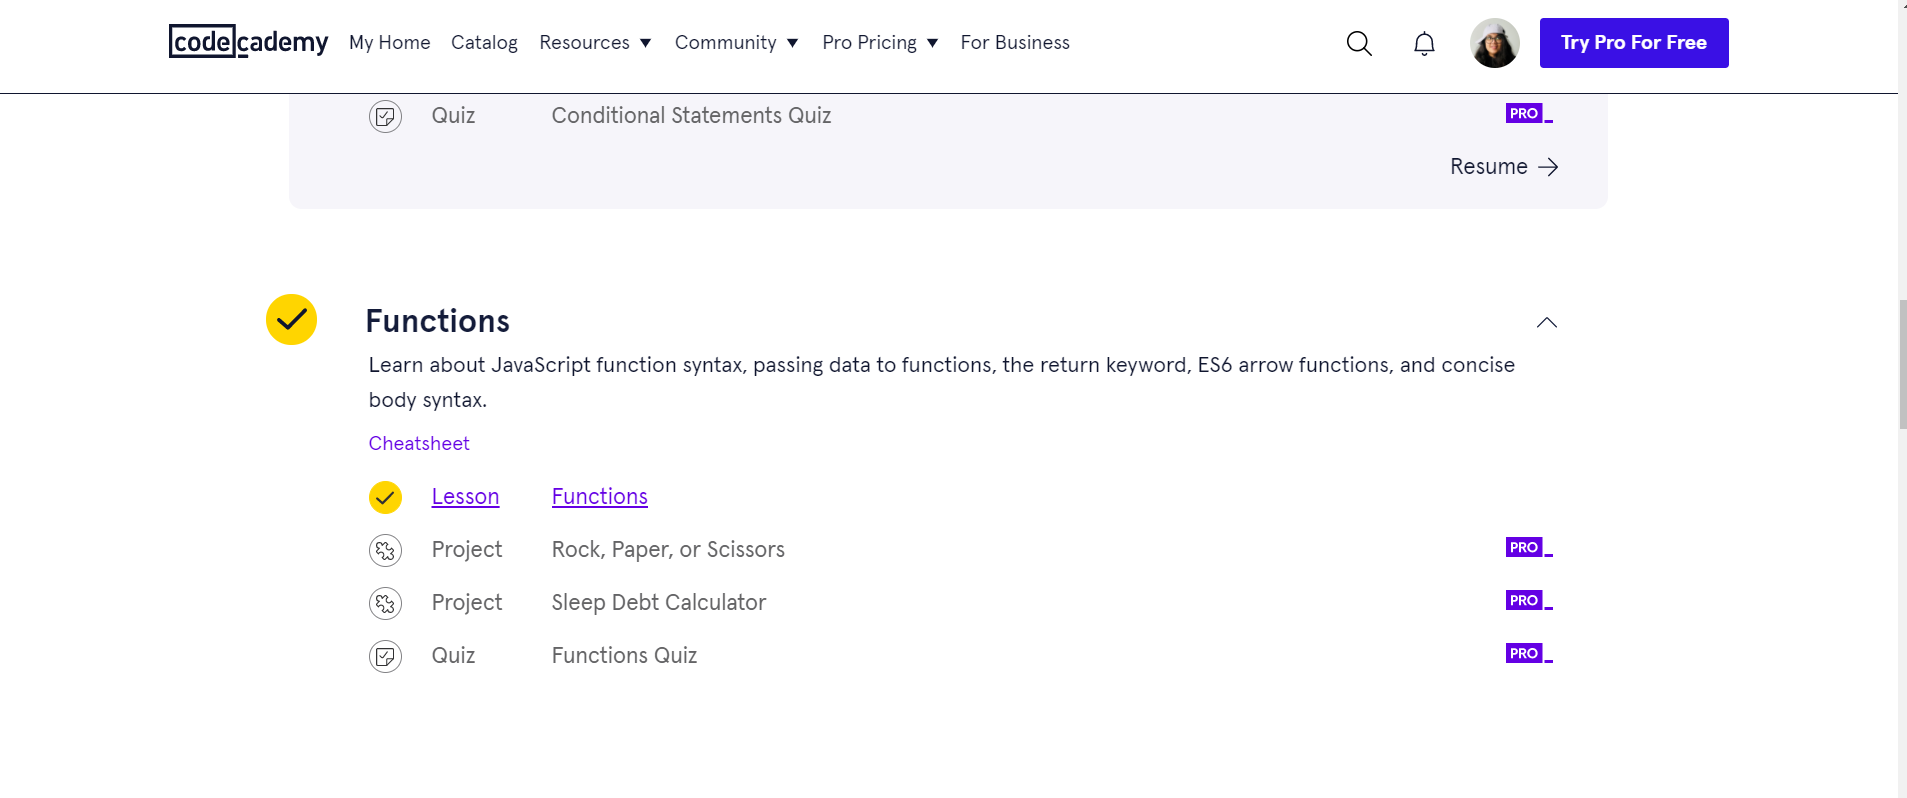 codecademy My Home Catalog Resources Community Pro Pricing For Business Try Pro For Free
Quiz Conditional Statements Quiz PRO
Resume
Functions
Learn about JavaScript function syntax, passing data to functions, the return keyword, ES6 arrow functions, and concise
body syntax.
Cheatsheet
Lesson Functions
Project Rock, Paper, or Scissors PRO
Project Sleep Debt Calculator PRO
Quiz Functions Quiz PRO